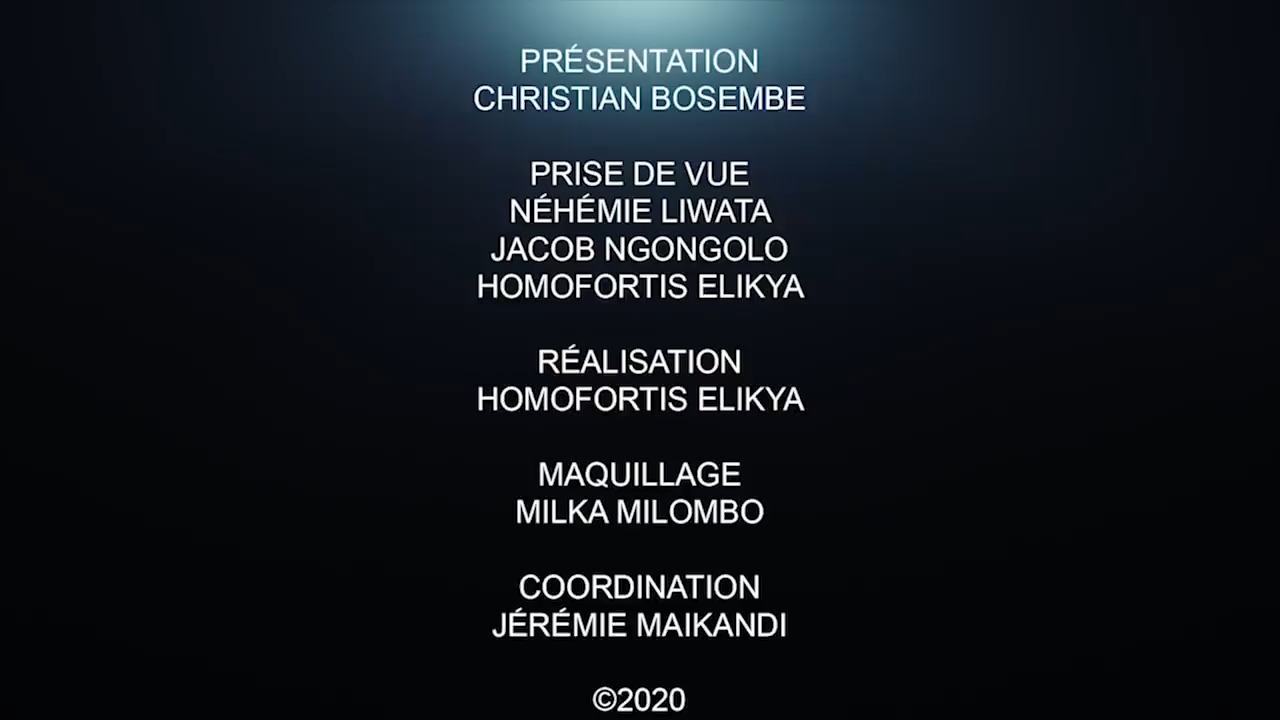 PRÉSENTATION
CHRISTIAN BOSEMBE
PRISE DE VUE
NÉHÉMIE LIWATA
JACOB NGONGOLO
HOMOFORTIS ELIKYA
RÉALISATION
HOMOFORTIS ELIKYA
MAQUILLAGE
MILKA MILOMBO
COORDINATION
JÉRÉMIE MAIKANDI
©2020